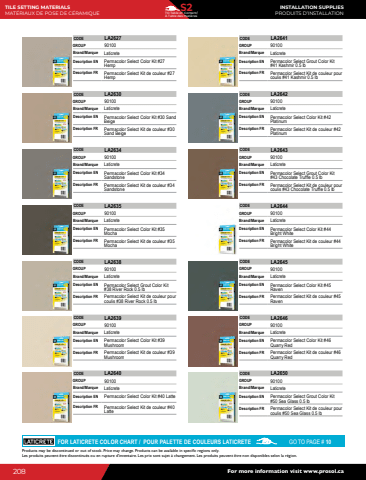 TILE SETTING MATERIALS
MATÉRIAUX DE POSE DE CÉRAMIQUE
S2
INSTALLATION SUPPLIES
PRODUITS D'INSTALLATION
CODE LA2627
GROUP 80100
Brand/Marque Laticrete
Description EN Permacolor Select Color Kit #27
Hemp
Description FR Permacolor Select Kit de couleur #27
Hemp
CODE LA2630
GROUP 80100
Brand/Marque Laticrete
Description EN Permacolor Select Color Kit #30 Sand
Beige
Description FR Permacolor Select Kit de couleur #30
Sand Beige
CODE LA2634
GROUP 80100
Brand/Marque Laticrete
Description EN Permacolor Select Color Kit #34
Sandstone
Description FR Permacolor Select Kit de couleur #34
Sandstone
CODE LA2635
GROUP 80100
Brand/Marque Laticrete
Description EN Permacolor Select Color Kit #35
Mocha
Description FR Permacolor Select Kit de couleur #35
Mocha
CODE LA2638
GROUP 80100
Brand/Marque Laticrete
Description EN Permacolor Select Grout Color Kit
#38 River Rock 0.5 lb
Description FR Permacolor Select Kit de couleur pour
coulis #38 River Rock 0.5 lb
CODE LA2639
GROUP 80100
Brand/Marque Laticrete
Description EN Permacolor Select Color Kit #39
Mushroom
Description FR Permacolor Select Kit de couleur #39
Mushroom
CODE LA2640
GROUP 80100
Brand/Marque Laticrete
Description EN Permacolor Select Color Kit #40 Latte
Description FR Permacolor Select Kit de couleur #40
Latte
CODE LA2641
GROUP 80100
Brand/Marque Laticrete
Description EN Permacolor Select Grout Color Kit
#41 Kashmir 0.5 lb
Description FR Permacolor Select Kit de couleur pour
coulis #41 Kashmir 0.5 lb
CODE LA2642
GROUP 80100
Brand/Marque Laticrete
Description EN Permacolor Select Color Kit #42
Platinum
Description FR Permacolor Select Kit de couleur #42
Platinum
CODE LA2643
GROUP 80100
Brand/Marque Laticrete
Description EN Permacolor Select Grout Color Kit
#43 Chocolate Truffle 0.5 lb
Description FR Permacolor Select Kit de couleur pour
coulis #43 Chocolate Truffle 0.5 lb
CODE LA2644
GROUP 80100
Brand/Marque Laticrete
Description EN Permacolor Select Color Kit #44
Bright White
Description FR Permacolor Select Kit de couleur #44
Bright White
CODE LA2645
GROUP 80100
Brand/Marque Laticrete
Description EN Permacolor Select Color Kit #45
Raven
Description FR Permacolor Select Kit de couleur #45
Raven
CODE LA2646
GROUP 80100
Brand/Marque Laticrete
Description EN Permacolor Select Color Kit #46
Quarry Red
Description FR Permacolor Select Kit de couleur #46
Quarry Red
CODE LA2650
GROUP 80100
Brand/Marque Laticrete
Description EN Permacolor Select Grout Color Kit
#50 Sea Glass 0.5 lb
Description FR Permacolor Select Kit de couleur pour
coulis #50 Sea Glass 0.5 lb
LATICRETE FOR LATICRETE COLOR CHART / POUR PALETTE DE COULEURS LATICRETE GO TO PAGE # 10
Products may be discontinued or out of stock. Price may change. Products can be available in specific regions only.
Les produits peuvent être discontinués ou en rupture d'inventaire. Les prix sont sujet à changement. Les produits peuvent être non disponibles selon la région.
208
For more information visit www.prosol.ca